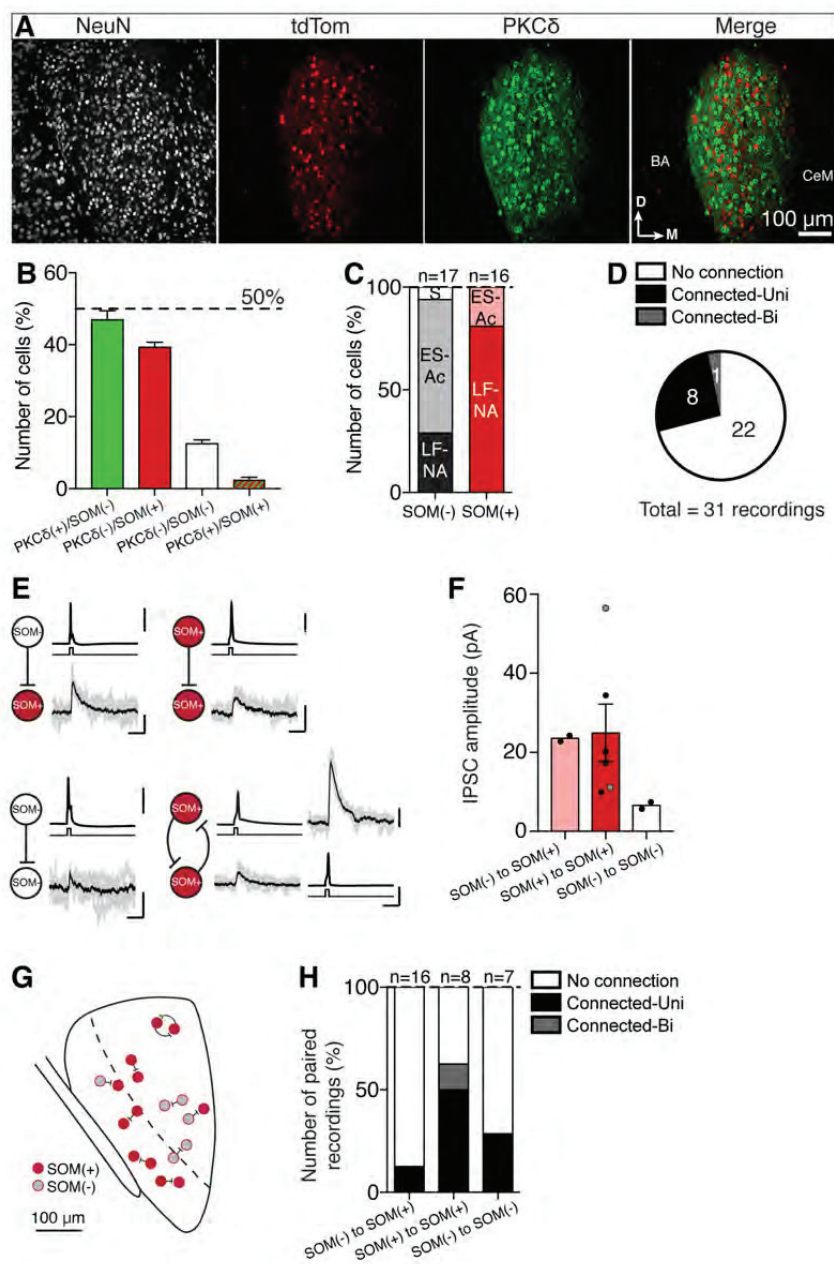 A
NeuN
tdTom
PKCδ
Merge
BA
CeM
D
M
100 µm
B
Number of cells (%)
60
40
20
0
50%
PKCδ(+)/SOM(-)
PKCδ(-)/SOM(+)
PKCδ(-)/SOM(-)
PKCδ(+)/SOM(+)
C
Number of cells (%)
100
50
0
n=17 n=16
S
ES-
Ac
LF-
NA
ES-
Ac
LF-
NA
SOM(-) SOM(+)
D
No connection
Connected-Uni
Connected-Bi
8
1
22
Total = 31 recordings
E
SOM-
SOM+
SOM+
SOM+
SOM-
SOM-
SOM+
SOM+
F
IPSC amplitude (pA)
60
40
20
0
SOM(-) to SOM(+)
SOM(+) to SOM(+)
SOM(-) to SOM(-)
G
SOM(+)
SOM(-)
100 µm
H
Number of paired
recordings (%)
100
50
0
n=16 n=8 n=7
No connection
Connected-Uni
Connected-Bi
SOM(-) to SOM(+)
SOM(+) to SOM(+)
SOM(-) to SOM(-)